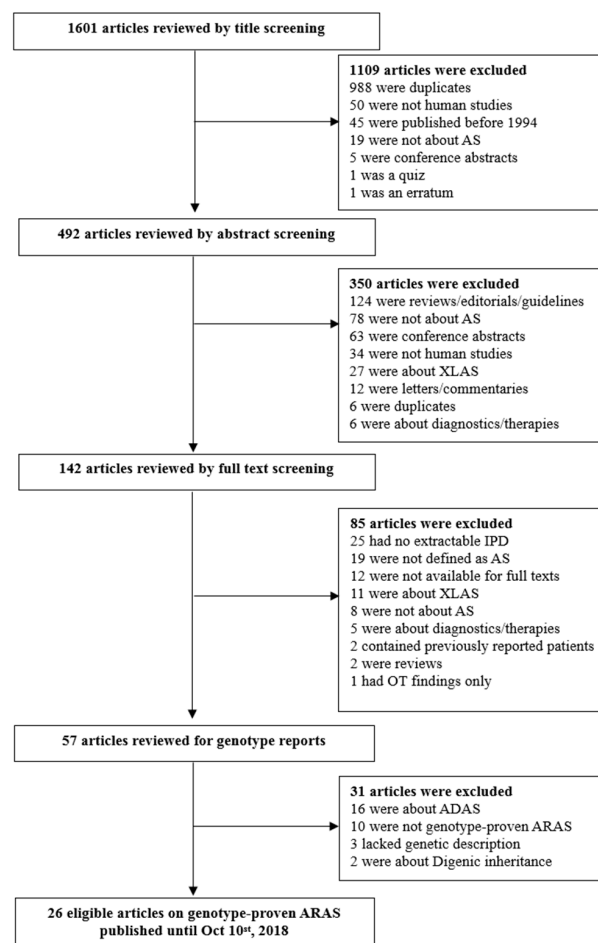 1601 articles reviewed by title screening
1109 articles were excluded
988 were duplicates
50 were not human studies
45 were published before 1994
19 were not about AS
5 were conference abstracts
1 was a quiz
1 was an erratum
492 articles reviewed by abstract screening
350 articles were excluded
124 were reviews/editorials/guidelines
78 were not about AS
63 were conference abstracts
34 were not human studies
27 were about XLAS
12 were letters/commentaries
6 were duplicates
6 were about diagnostics/therapies
142 articles reviewed by full text screening
85 articles were excluded
25 had no extractable IPD
19 were not defined as AS
12 were not available for full texts
11 were about XLAS
8 were not about AS
5 were about diagnostics/therapies
2 contained previously reported patients
2 were reviews
1 had OT findings only
57 articles reviewed for genotype reports
31 articles were excluded
16 were about ADAS
10 were not genotype-proven ARAS
3 lacked genetic description
2 were about Digenic inheritance
26 eligible articles on genotype-proven ARAS
published until Oct 10st, 2018